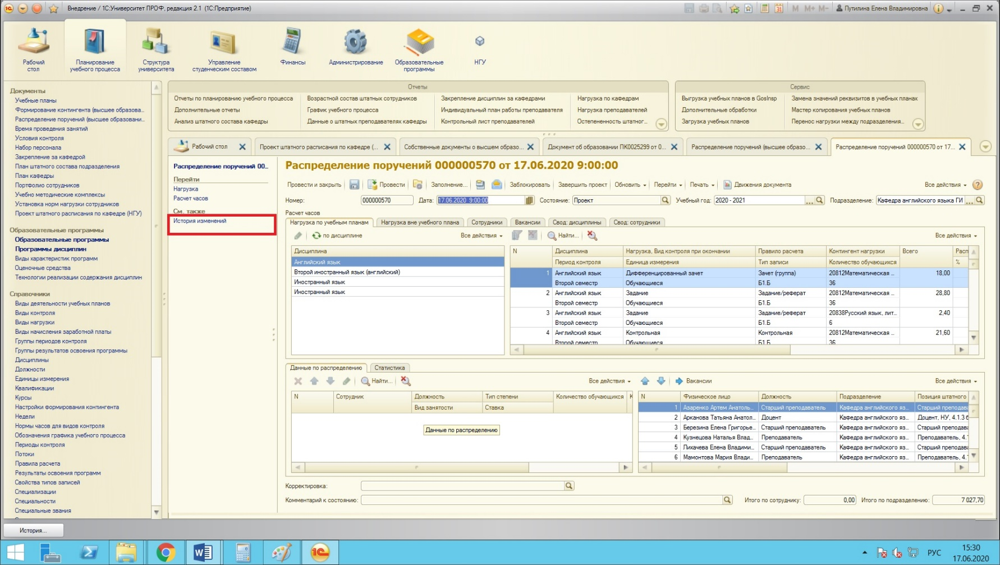 Внедрение / 1С:Университет ПРОФ, редакция 2.1 (1С:Предприятие)
M M+ M-
Путилина Елена Владимировна
Рабочий стол
Планирование учебного процесса
Структура университета
Управление студенческим составом
Финансы
Администрирование
Образовательные программы
НГУ
Документы
Учебные планы
Формирование контингента (высшее образова...
Распределение поручений (высшее образовани...
Время проведения занятий
Условия контроля
Набор персонала
Закрепление за кафедрой
План штатного состава подразделения
План кафедры
Портфолио сотрудников
Учебно методические комплексы
Установка норм нагрузки сотрудников
Проект штатного расписания по кафедре (НГУ)
Образовательные программы
Образовательные программы
Программы дисциплин
Виды характеристик программ
Оценочные средства
Технологии реализации содержания дисциплин
Справочники
Виды деятельности учебных планов
Виды контроля
Виды нагрузки
Виды начисления заработной платы
Группы периодов контроля
Группы результатов освоения программы
Дисциплины
Должности
Единицы измерения
Квалификации
Курсы
Настройки формирования контингента
Недели
Нормы часов для видов контроля
Обозначения графика учебного процесса
Периоды контроля
Потоки
Правила расчета
Результаты освоения программ
Свойства типов записей
Специализации
Специальности
Специальные звания
Отчеты
Отчеты по планированию учебного процесса
Возрастной состав штатных сотрудников
Закрепление дисциплин за кафедрами
Нагрузка по кафедрам
Дополнительные отчеты
График учебного процесса
Индивидуальный план работы преподавателя
Нагрузка преподавателей
Анализ штатного состава кафедры
Данные о штатных преподавателях кафедры
Контрольный лист преподавателей
Остепененность штатног...
Сервис
Выгрузка учебных планов в GosInsp
Замена значений реквизитов в учебных планах
Дополнительные обработки
Мастер копирования учебных планов
Загрузка учебных планов
Перенос нагрузки между подразделения...
Рабочий стол
Проект штатного расписания по кафедре (...
Собственные документы о высшем образо...
Документ об образовании ПК0025299 от 0...
Распределение поручений (высшее образо...
Распределение поручений 000000570 от 17...
Распределение поручений 00...
Перейти
Нагрузка
Расчет часов
См. также
История изменений
Распределение поручений 000000570 от 17.06.2020 9:00:00
Провести и закрыть Провести Заполнение... Заблокировать Завершить проект Обновить Перейти Печать Движения документа Все действия
Номер: 000000570 Дата: 17.06.2020 9:00:00 Состояние: Проект Учебный год: 2020 - 2021 ... Подразделение: Кафедра английского языка ГИ ...
Расчет часов
Нагрузка по учебным планам Нагрузка вне учебного плана Сотрудники Вакансии Свод: дисциплины Свод: сотрудники
по дисциплине Все действия
Дисциплина
Английский язык
Второй иностранный язык (английский)
Иностранный язык
Иностранный язык
Найти... Все действия
N Дисциплина Нагрузка, Вид контроля при окончании Правило расчета Контингент нагрузки Всего Расп
Период контроля Единица измерения Тип записи Количество обучающихся %
1 Английский язык Дифференцированный зачет Зачет (группа) 20812Математическая ... 18,00
Второй семестр Обучающиеся Б1.Б 36
2 Английский язык Задание Задание/реферат 20812Математическая ... 28,80
Второй семестр Обучающиеся Б1.Б 36
3 Английский язык Задание Задание/реферат 20838Русский язык, лит... 2,40
Второй семестр Обучающиеся Б1.Б 6
4 Английский язык Контрольная Контрольная 20812Математическая ... 21,60
Второй семестр Обучающиеся Б1.Б 36
Данные по распределению Статистика
Найти... Все действия
N Сотрудник Должность Тип степени Количество обучающихся К
Вид занятости Ставка
Данные по распределению
Вакансии Все действия
N Физическое лицо Должность Подразделение Позиция штатного
1 Азаренко Артем Анатоль... Старший преподаватель Кафедра английского яз... Старший преподава
2 Арканова Татьяна Анатол... Доцент Кафедра английского яз... Доцент, НУ, 4.1.3 б
3 Березина Елена Григорье... Старший преподаватель Кафедра английского яз... Старший преподава
4 Кузнецова Наталья Влад... Преподаватель Кафедра английского яз... Преподаватель, 4.
5 Лихачева Елена Владими... Старший преподаватель Кафедра английского яз... Старший преподава
6 Мамонтова Мария Влади... Преподаватель Кафедра английского яз... Преподаватель, 4.
Корректировка:
Комментарий к состоянию: Итого по сотруднику: 0,00 Итого по подразделению: 7 027,70
История...
РУС
15:30
17.06.2020